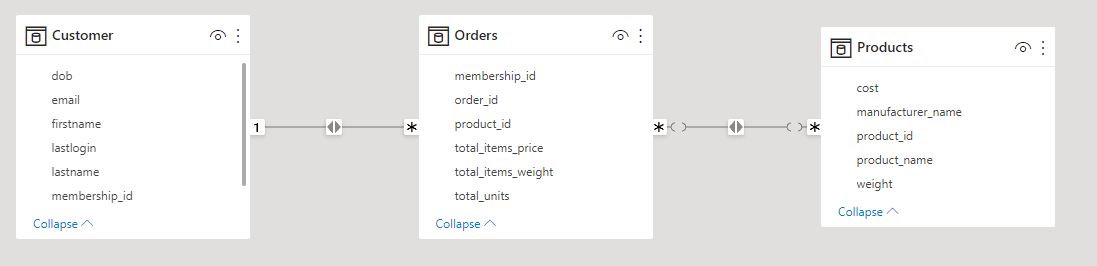 Customer
dob
email
firstname
lastlogin
lastname
membership_id
Collapse
1
*
Orders
membership_id
order_id
product_id
total_items_price
total_items_weight
total_units
Collapse
*
*
Products
cost
manufacturer_name
product_id
product_name
weight
Collapse